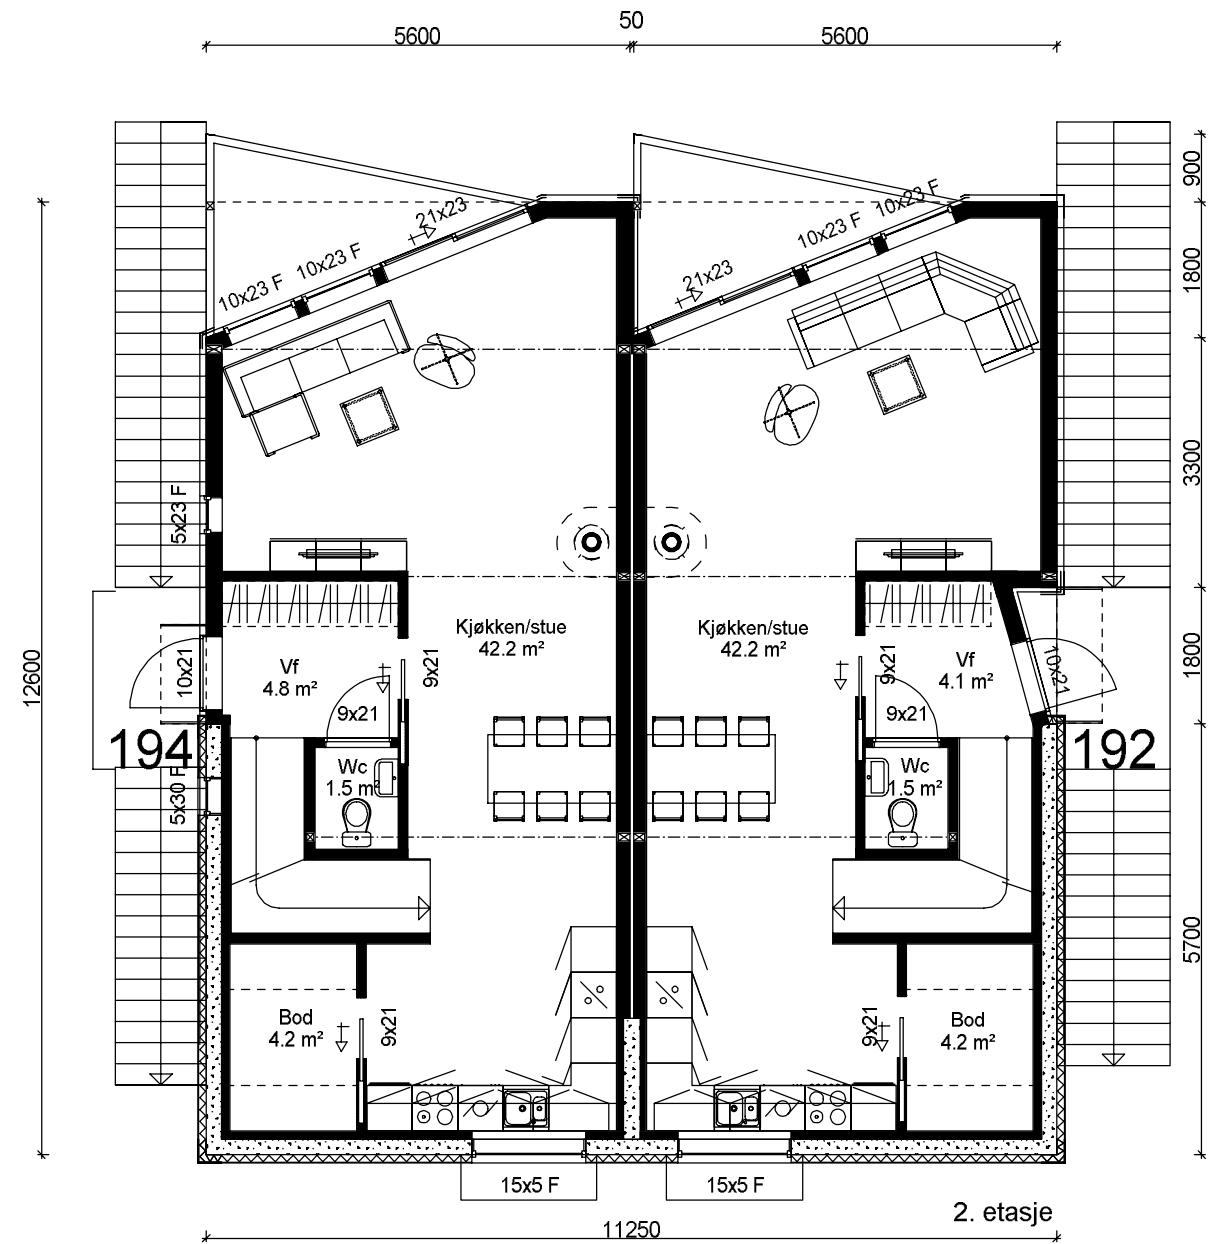 50
5600
5600
900
10x23 F
21x23
10x23 F
10x23 F
10x23 F
21x23
1800
3300
5x23 F
12600
Kjøkken/stue
42.2 m²
Kjøkken/stue
42.2 m²
Vf
4.8 m²
10x21
9x21
9x21
9x21
9x21
Vf
4.1 m²
10x21
1800
194
192
Wc
1.5 m²
Wc
1.5 m²
5x30 F
5700
Bod
4.2 m²
9x21
9x21
Bod
4.2 m²
15x5 F
15x5 F
2. etasje
11250